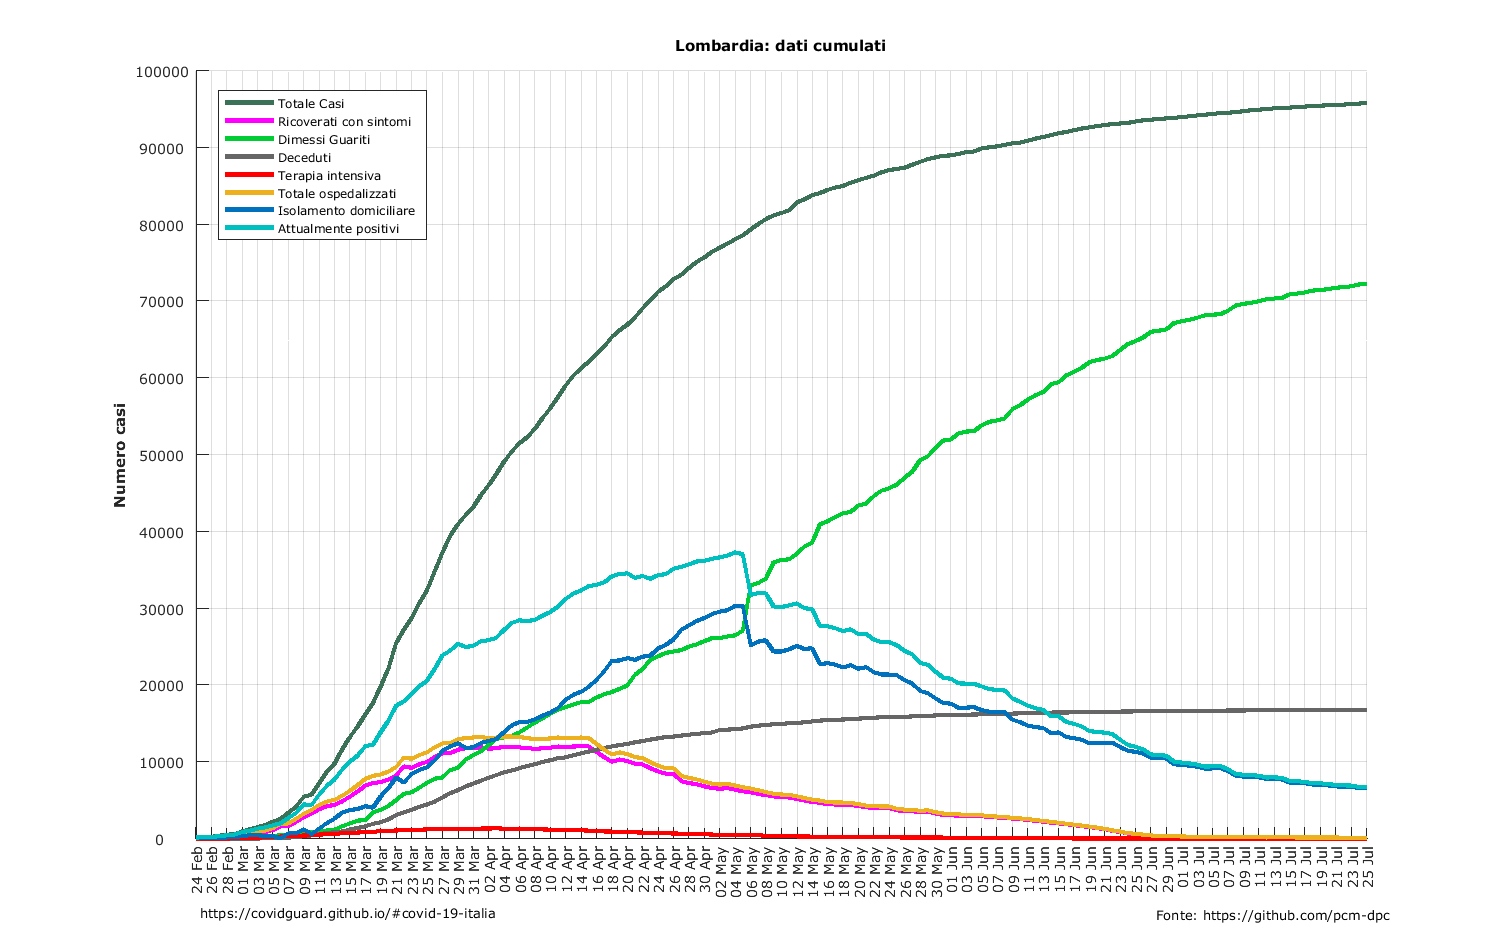 Lombardia: dati cumulati
100000
90000
80000
70000
60000
50000
40000
30000
20000
10000
0
Numero casi
Totale Casi
Ricoverati con sintomi
Dimessi Guariti
Deceduti
Terapia intensiva
Totale ospedalizzati
Isolamento domiciliare
Attualmente positivi
24 Feb
26 Feb
28 Feb
01 Mar
03 Mar
05 Mar
07 Mar
09 Mar
11 Mar
13 Mar
15 Mar
17 Mar
19 Mar
21 Mar
23 Mar
25 Mar
27 Mar
29 Mar
31 Mar
02 Apr
04 Apr
06 Apr
08 Apr
10 Apr
12 Apr
14 Apr
16 Apr
18 Apr
20 Apr
22 Apr
24 Apr
26 Apr
28 Apr
30 Apr
02 May
04 May
06 May
08 May
10 May
12 May
14 May
16 May
18 May
20 May
22 May
24 May
26 May
28 May
30 May
01 Jun
03 Jun
05 Jun
07 Jun
09 Jun
11 Jun
13 Jun
15 Jun
17 Jun
19 Jun
21 Jun
23 Jun
25 Jun
27 Jun
29 Jun
01 Jul
03 Jul
05 Jul
07 Jul
09 Jul
11 Jul
13 Jul
15 Jul
17 Jul
19 Jul
21 Jul
23 Jul
25 Jul
https://covidguard.github.io/#covid-19-italia
Fonte: https://github.com/pcm-dpc